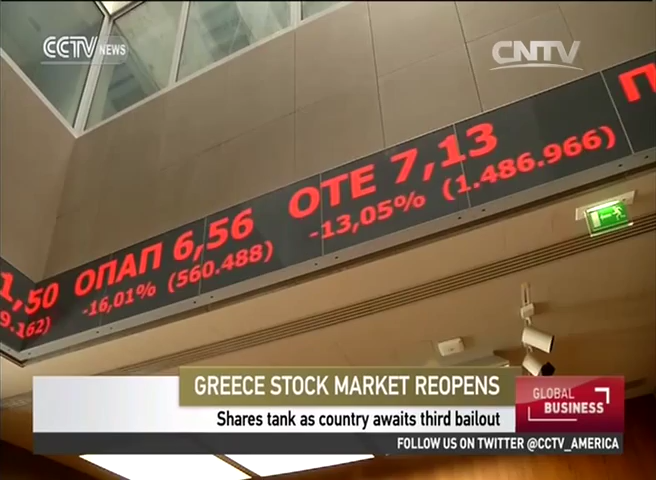 CCTV NEWS
CNTV
1,50
9.162)
ΟΠΑΠ 6,56
-16,01% (560.488)
ΟΤΕ 7,13
-13,05% (1.486.966)
Π
GREECE STOCK MARKET REOPENS
Shares tank as country awaits third bailout
GLOBAL
BUSINESS
FOLLOW US ON TWITTER @CCTV_AMERICA